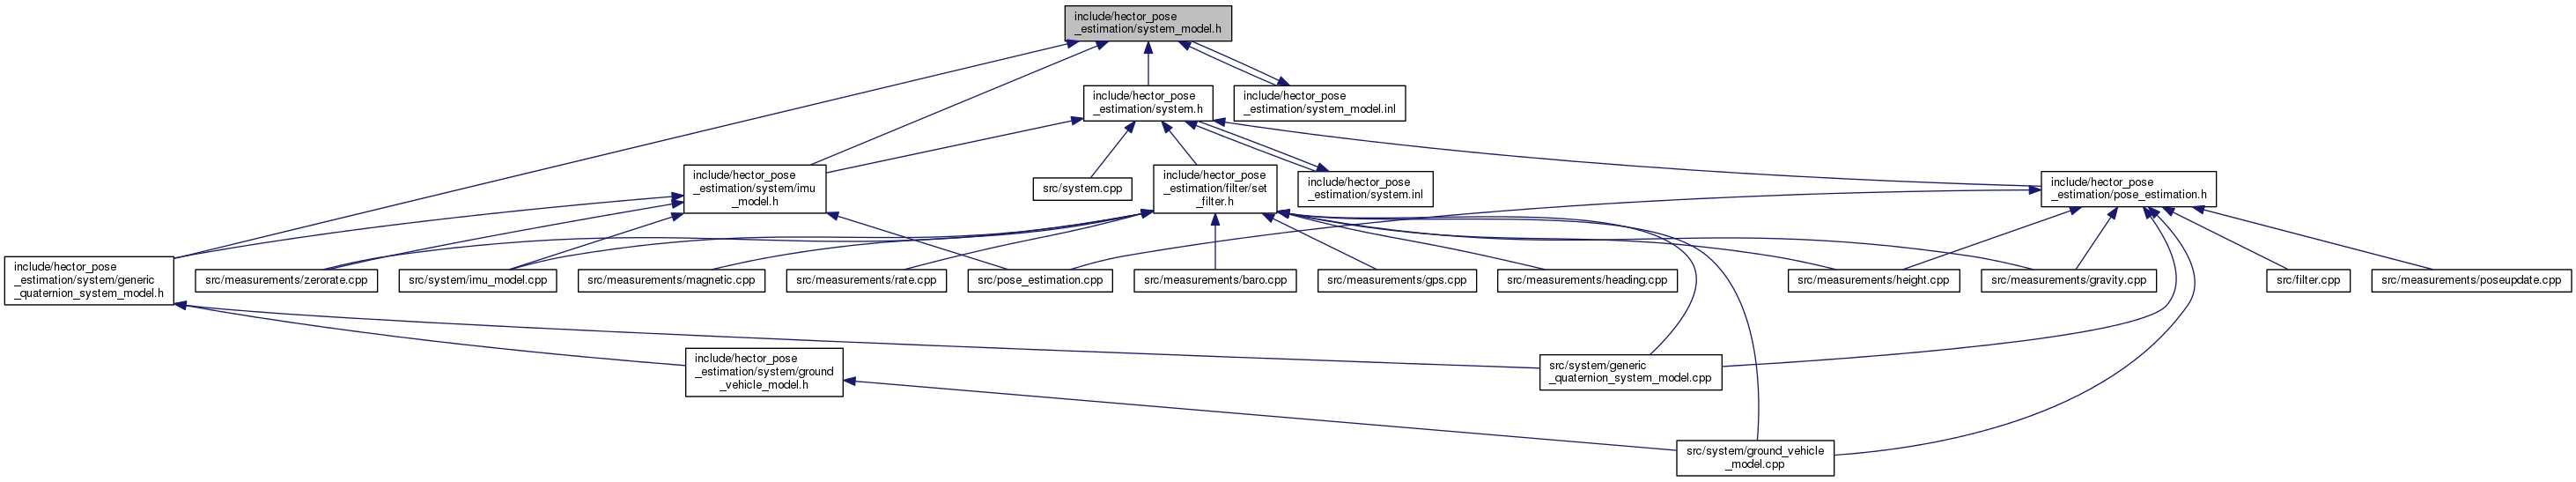 include/hector_pose
_estimation/system_model.h
include/hector_pose
_estimation/system.h
include/hector_pose
_estimation/system_model.inl
include/hector_pose
_estimation/system/imu
_model.h
src/system.cpp
include/hector_pose
_estimation/filter/set
_filter.h
include/hector_pose
_estimation/system.inl
include/hector_pose
_estimation/pose_estimation.h
include/hector_pose
_estimation/system/generic
_quaternion_system_model.h
src/measurements/zerorate.cpp
src/system/imu_model.cpp
src/measurements/magnetic.cpp
src/measurements/rate.cpp
src/pose_estimation.cpp
src/measurements/baro.cpp
src/measurements/gps.cpp
src/measurements/heading.cpp
src/measurements/height.cpp
src/measurements/gravity.cpp
src/filter.cpp
src/measurements/poseupdate.cpp
include/hector_pose
_estimation/system/ground
_vehicle_model.h
src/system/generic
_quaternion_system_model.cpp
src/system/ground_vehicle
_model.cpp